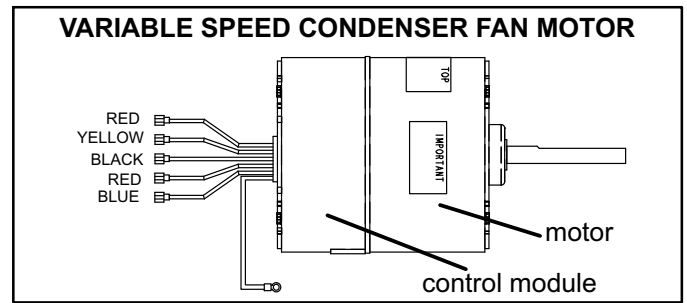 VARIABLE SPEED CONDENSER FAN MOTOR
TOP
IMPORTANT
RED
YELLOW
BLACK
RED
BLUE
motor
control module